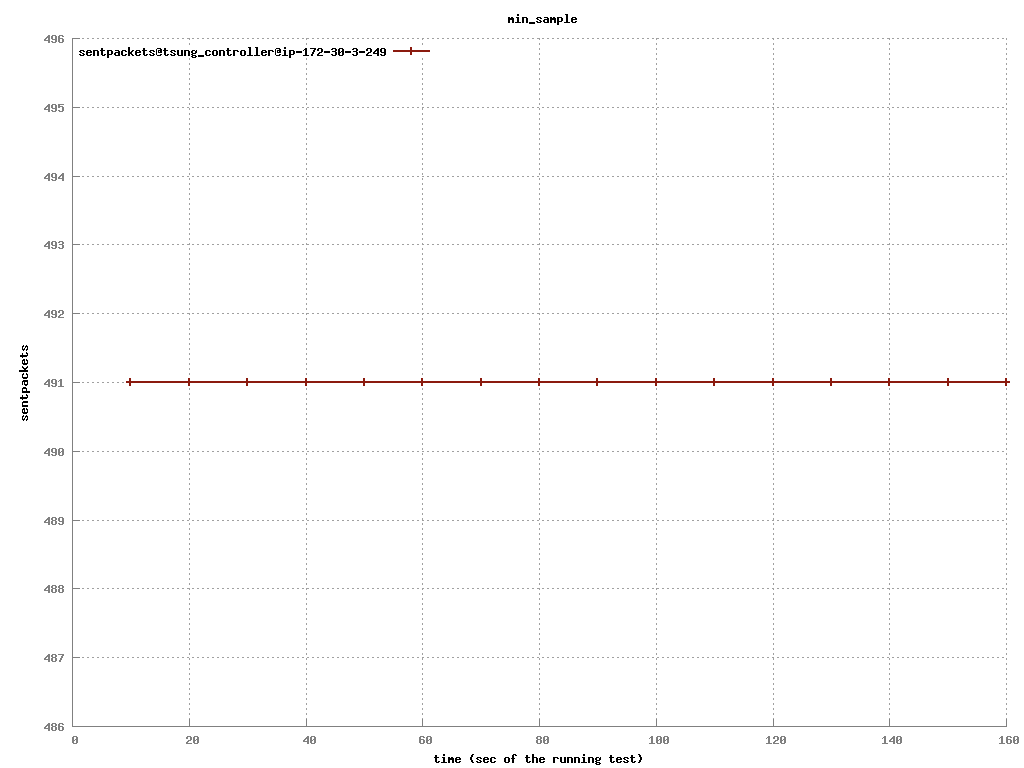 min_sample
sentpackets@tsung_controller@ip-172-30-3-249
496
495
494
493
492
491
490
489
488
487
486
sentpackets
0 20 40 60 80 100 120 140 160
time (sec of the running test)